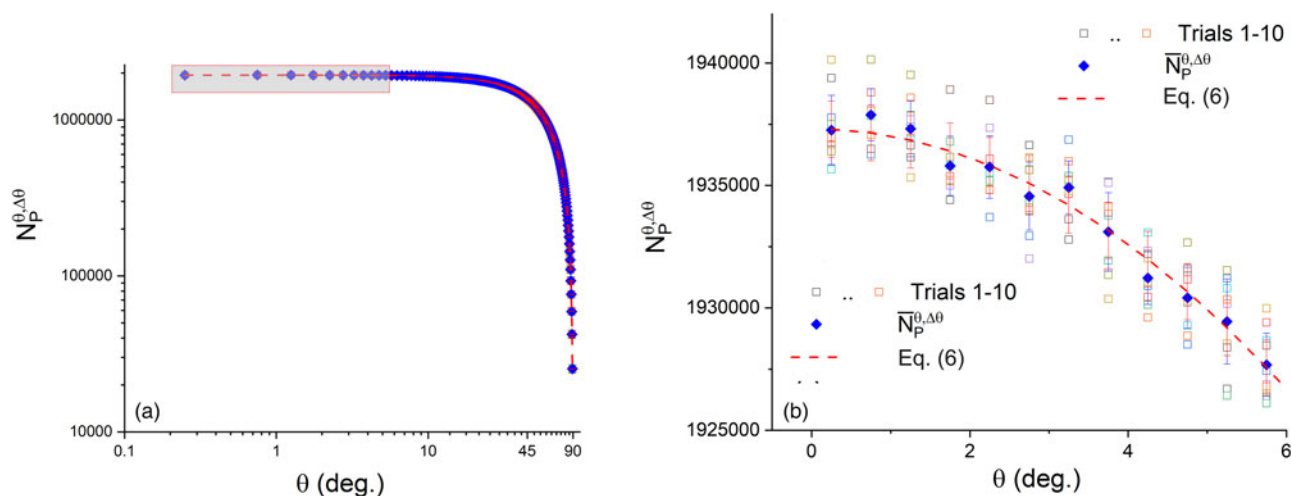 1000000
100000
10000
N_P^θ,Δθ
(a)
0.1 1 10 45 90
θ (deg.)
1940000
1935000
1930000
1925000
N_P^θ,Δθ
□ .. □ Trials 1-10
N̅_P^θ,Δθ
Eq. (6)
□ .. □ Trials 1-10
N̅_P^θ,Δθ
Eq. (6)
(b)
0 2 4 6
θ (deg.)